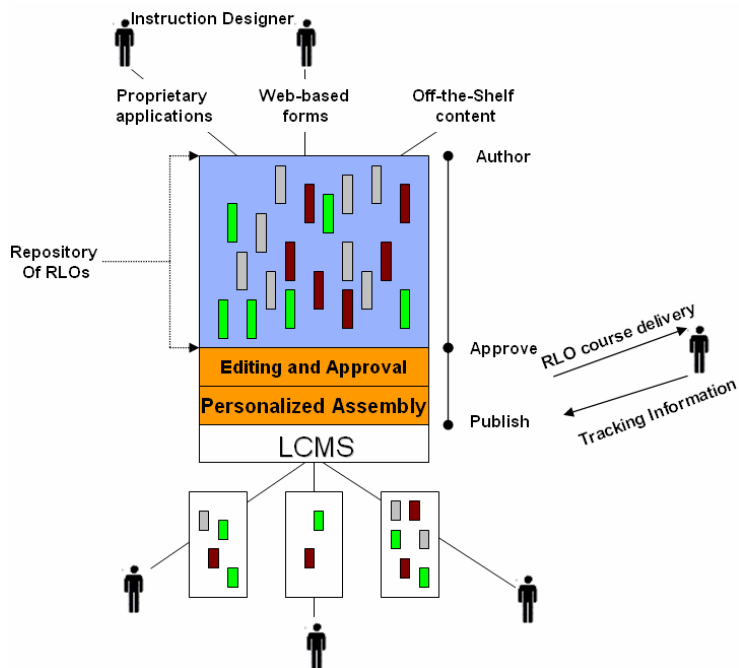 Instruction Designer
Proprietary
applications
Web-based
forms
Off-the-Shelf
content
Author
Repository
Of RLOs
Approve
RLO course delivery
Editing and Approval
Personalized Assembly
Publish
Tracking Information
LCMS